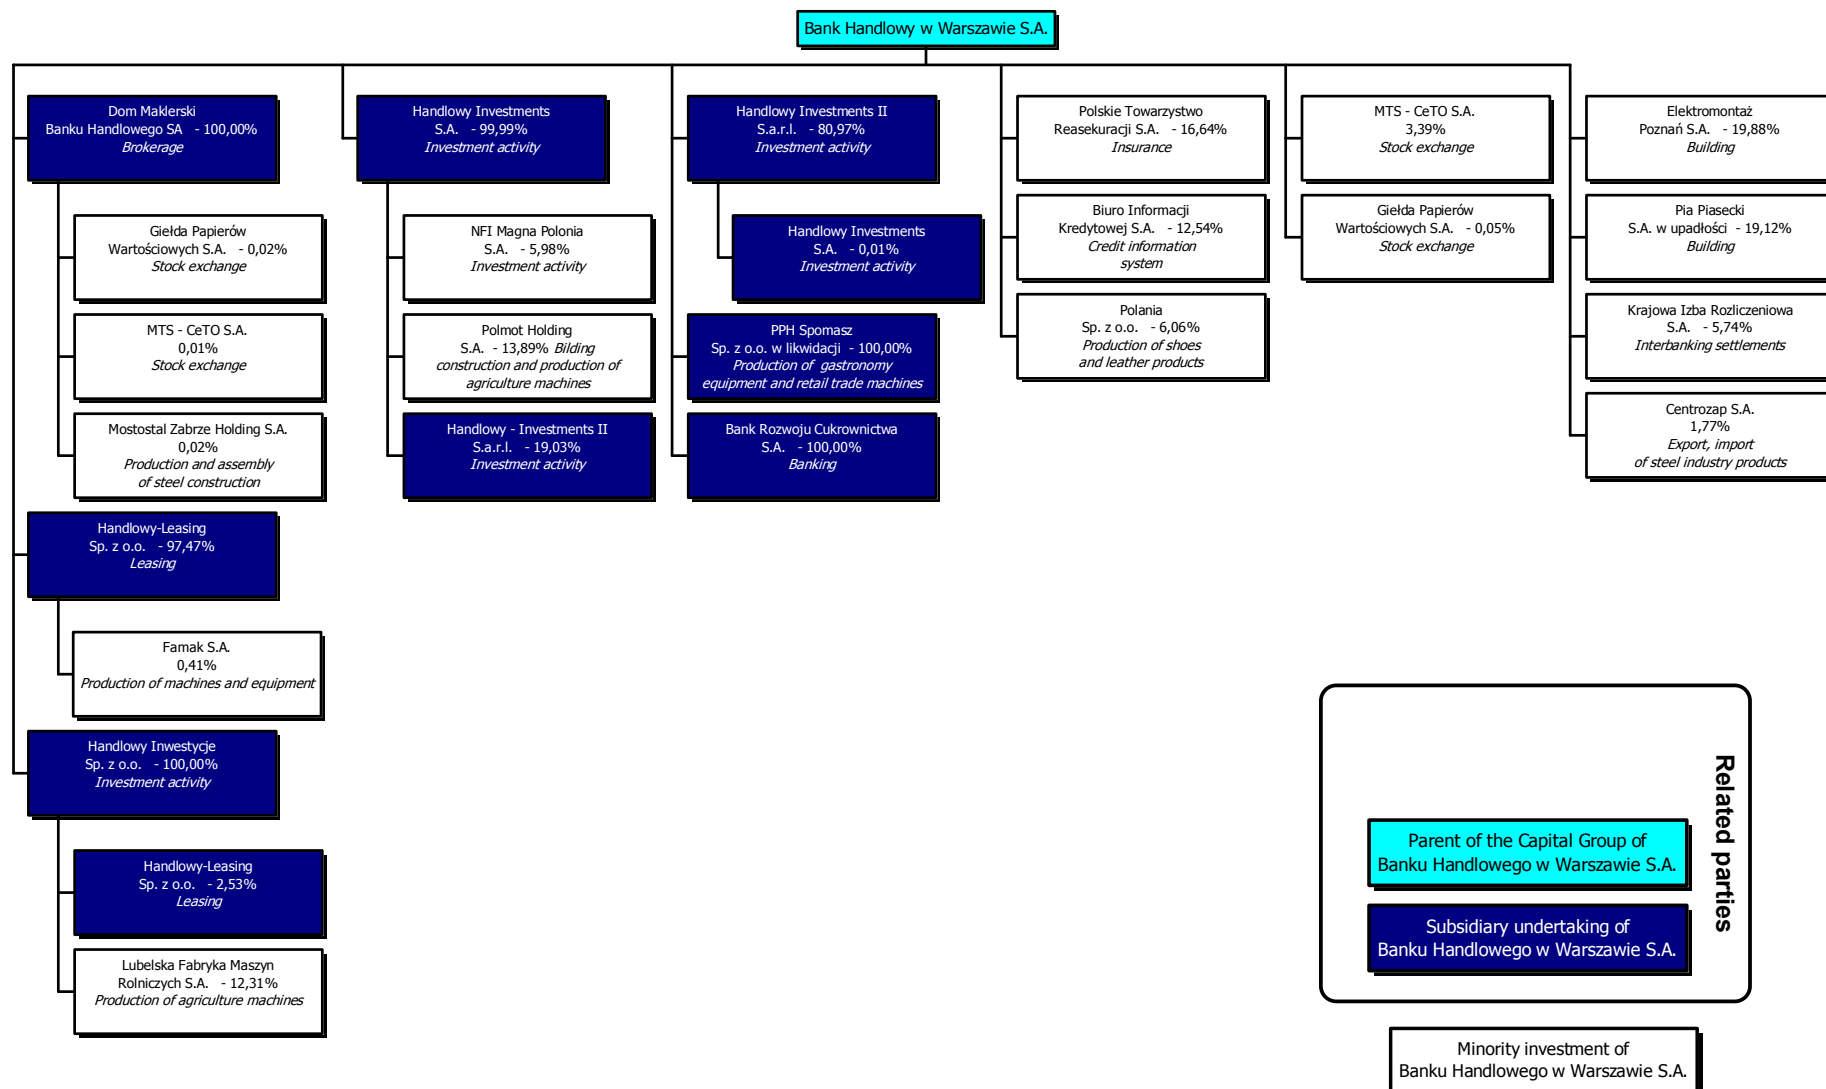 Bank Handlowy w Warszawie S.A.
Dom Maklerski
Banku Handlowego SA - 100,00%
Brokerage
Giełda Papierów
Wartościowych S.A. - 0,02%
Stock exchange
MTS - CeTO S.A.
0,01%
Stock exchange
Mostostal Zabrze Holding S.A.
0,02%
Production and assembly
of steel construction
Handlowy-Leasing
Sp. z o.o. - 97,47%
Leasing
Famak S.A.
0,41%
Production of machines and equipment
Handlowy Inwestycje
Sp. z o.o. - 100,00%
Investment activity
Handlowy-Leasing
Sp. z o.o. - 2,53%
Leasing
Lubelska Fabryka Maszyn
Rolniczych S.A. - 12,31%
Production of agriculture machines
Handlowy Investments
S.A. - 99,99%
Investment activity
NFI Magna Polonia
S.A. - 5,98%
Investment activity
Polmot Holding
S.A. - 13,89% Bilding
construction and production of
agriculture machines
Handlowy - Investments II
S.a.r.l. - 19,03%
Investment activity
Handlowy Investments II
S.a.r.l. - 80,97%
Investment activity
Handlowy Investments
S.A. - 0,01%
Investment activity
PPH Spomasz
Sp. z o.o. w likwidacji - 100,00%
Production of gastronomy
equipment and retail trade machines
Bank Rozwoju Cukrownictwa
S.A. - 100,00%
Banking
Polskie Towarzystwo
Reasekuracji S.A. - 16,64%
Insurance
Biuro Informacji
Kredytowej S.A. - 12,54%
Credit information
system
Polania
Sp. z o.o. - 6,06%
Production of shoes
and leather products
MTS - CeTO S.A.
3,39%
Stock exchange
Giełda Papierów
Wartościowych S.A. - 0,05%
Stock exchange
Elektromontaż
Poznań S.A. - 19,88%
Building
Pia Piasecki
S.A. w upadłości - 19,12%
Building
Krajowa Izba Rozliczeniowa
S.A. - 5,74%
Interbanking settlements
Centrozap S.A.
1,77%
Export, import
of steel industry products
Related parties
Parent of the Capital Group of
Banku Handlowego w Warszawie S.A.
Subsidiary undertaking of
Banku Handlowego w Warszawie S.A.
Minority investment of
Banku Handlowego w Warszawie S.A.